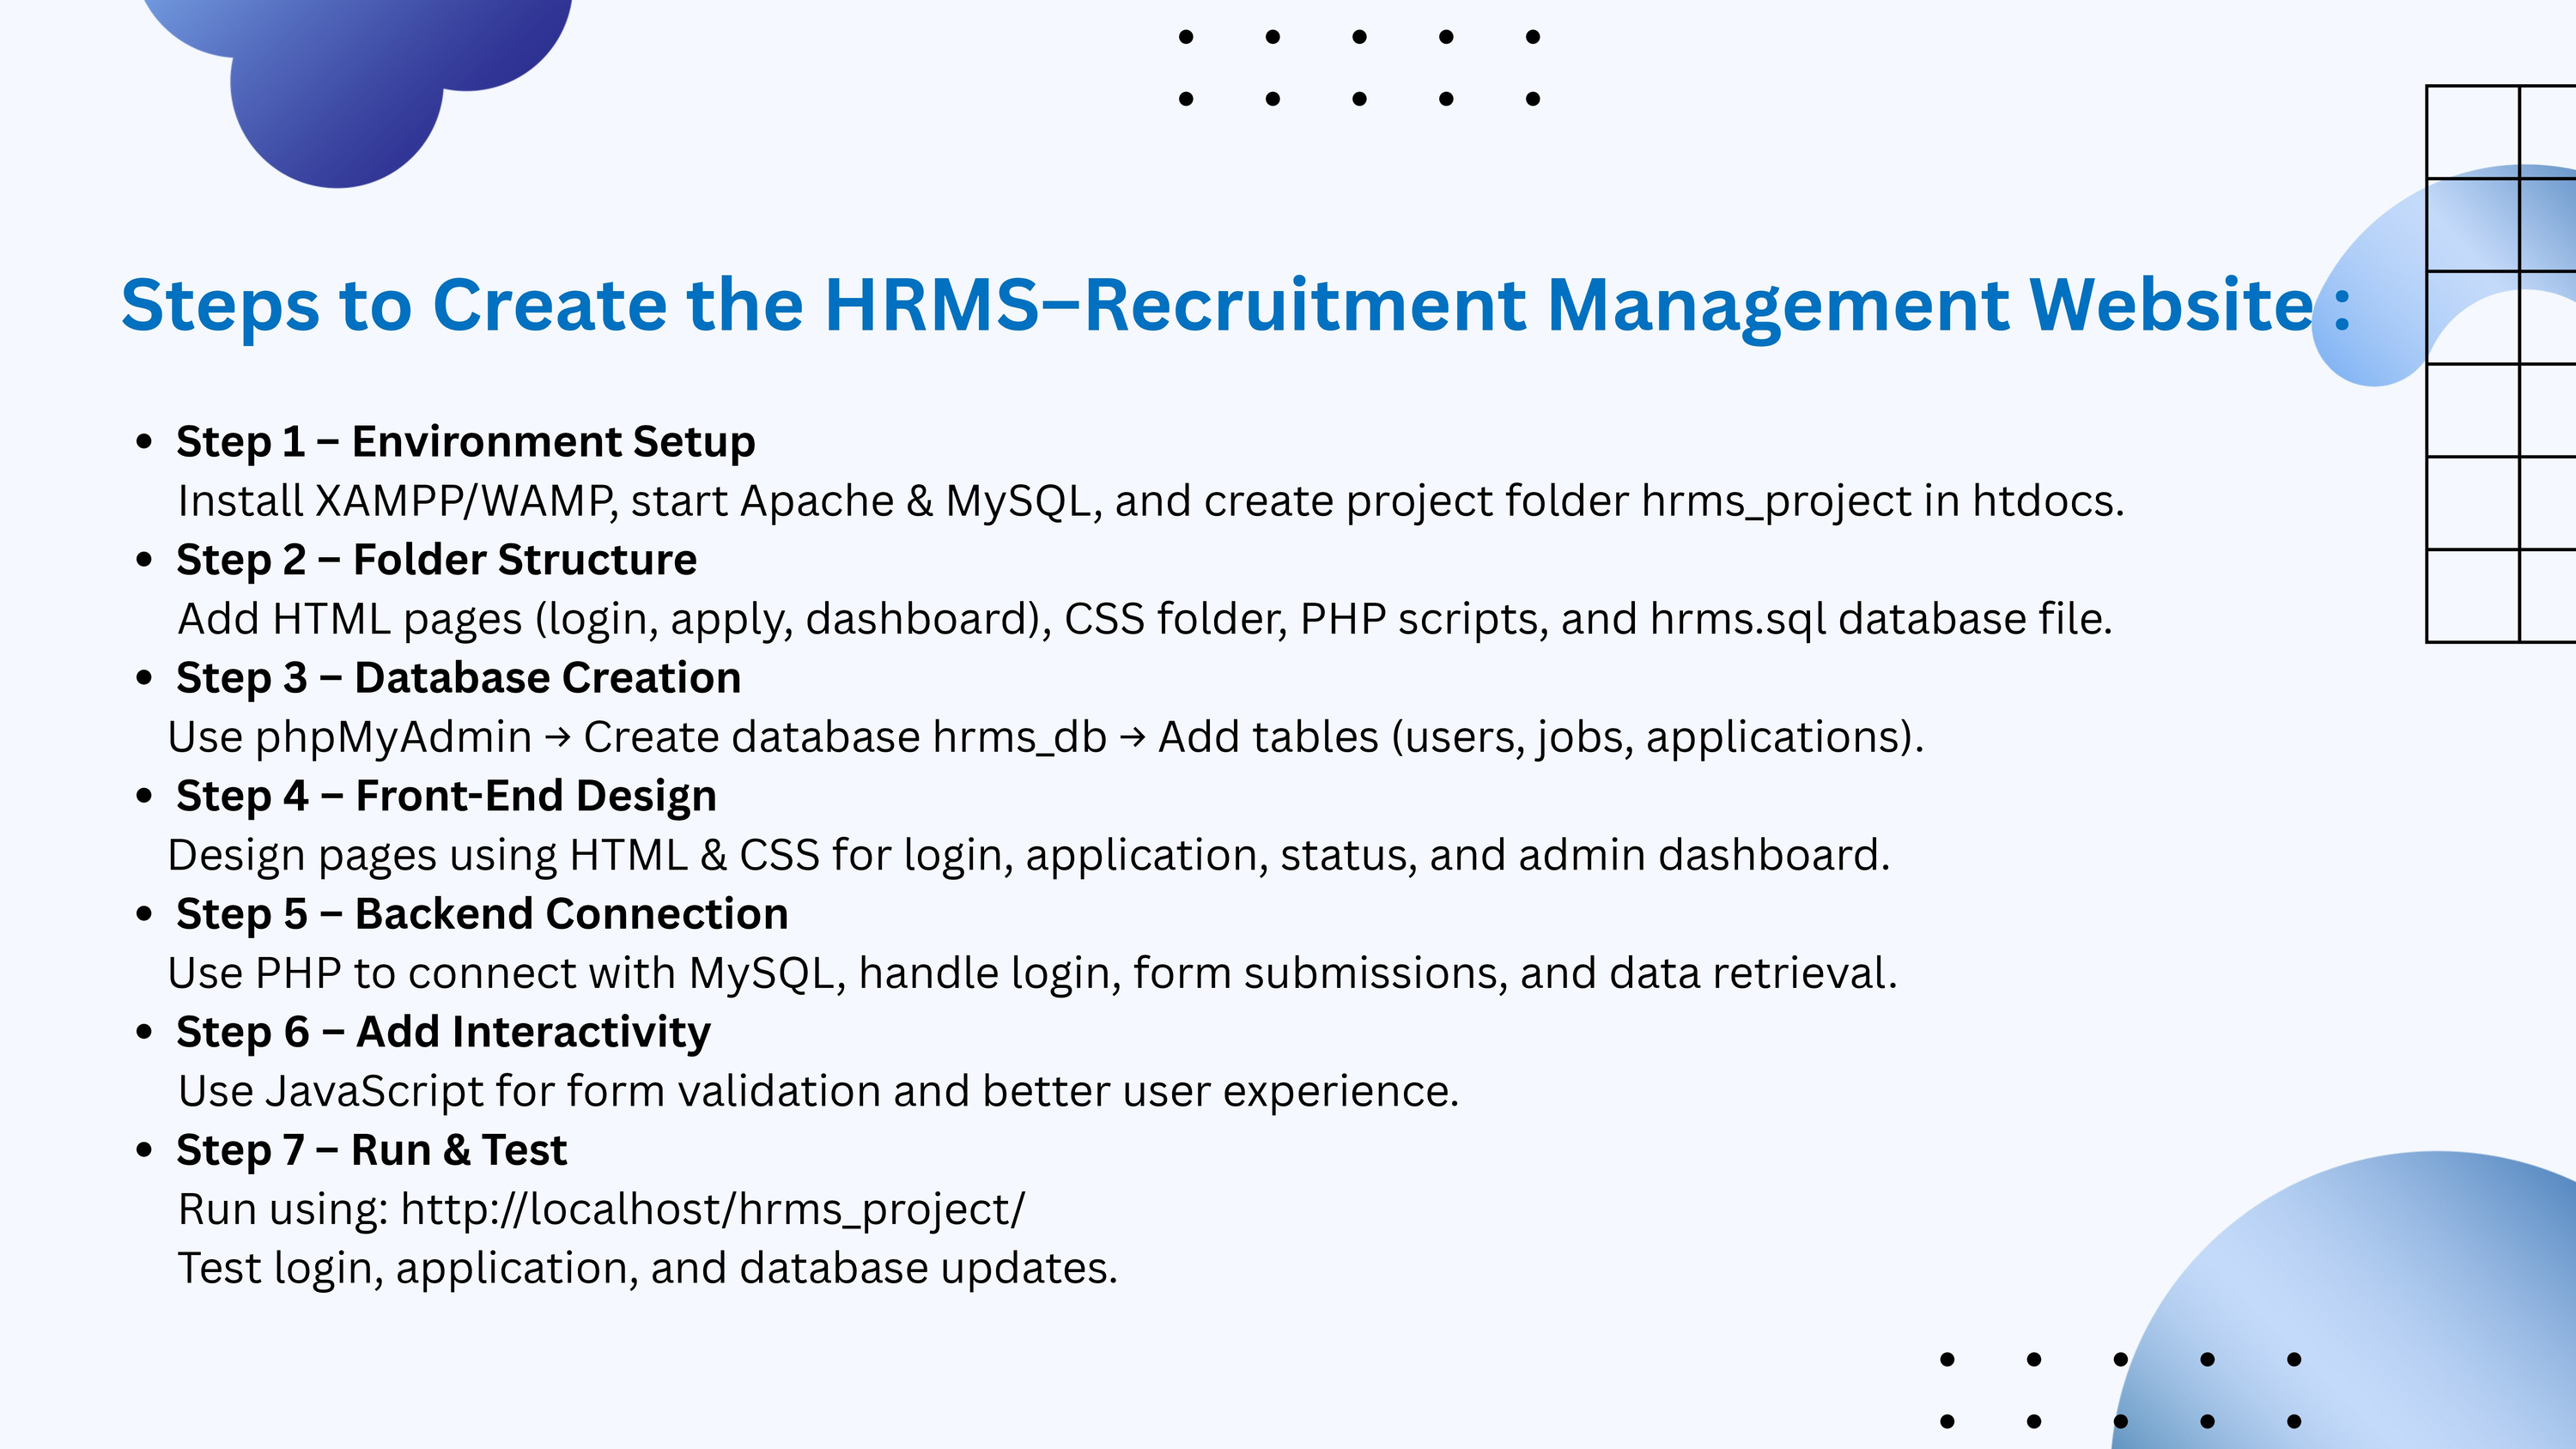 Steps to Create the HRMS–Recruitment Management Website :
• Step 1 – Environment Setup
Install XAMPP/WAMP, start Apache & MySQL, and create project folder hrms_project in htdocs.
• Step 2 – Folder Structure
Add HTML pages (login, apply, dashboard), CSS folder, PHP scripts, and hrms.sql database file.
• Step 3 – Database Creation
Use phpMyAdmin → Create database hrms_db → Add tables (users, jobs, applications).
• Step 4 – Front-End Design
Design pages using HTML & CSS for login, application, status, and admin dashboard.
• Step 5 – Backend Connection
Use PHP to connect with MySQL, handle login, form submissions, and data retrieval.
• Step 6 – Add Interactivity
Use JavaScript for form validation and better user experience.
• Step 7 – Run & Test
Run using: http://localhost/hrms_project/
Test login, application, and database updates.